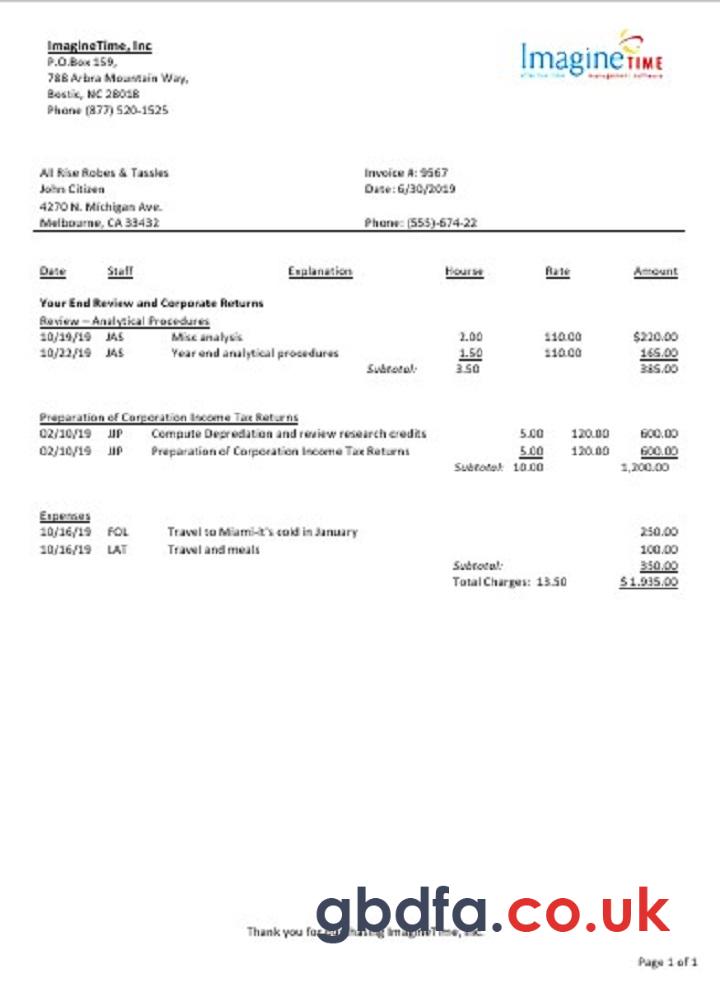 ImagineTime, Inc
P.O.Box 159,
788 Arbra Mountain Way,
Bostic, NC 28018
Phone (877) 520-1525
Imagine TIME
All Rise Robes & Tassles
John Citizen
4270 N. Michigan Ave.
Melbourne, CA 33432
Invoice #: 9567
Date: 6/30/2019
Phone: (555)-674-22
Date Staff Explanation Hourse Rate Amount
Your End Review and Corporate Returns
Review – Analytical Procedures
10/19/19 JAS Misc analysis 2.00 110.00 $220.00
10/22/19 JAS Year end analytical procedures 1.50 110.00 165.00
Subtotal: 3.50 385.00
Preparation of Corporation Income Tax Returns
02/10/19 JJP Compute Depredation and review research credits 5.00 120.00 600.00
02/10/19 JJP Preparation of Corporation Income Tax Returns 5.00 120.00 600.00
Subtotal: 10.00 1,200.00
Expenses
10/16/19 FOL Travel to Miami-it's cold in January 250.00
10/16/19 LAT Travel and meals 100.00
Subtotal: 350.00
Total Charges: 13.50 $1.935.00
gbdfa.co.uk
Thank you for ImagineTime, Inc.
Page 1 of 1